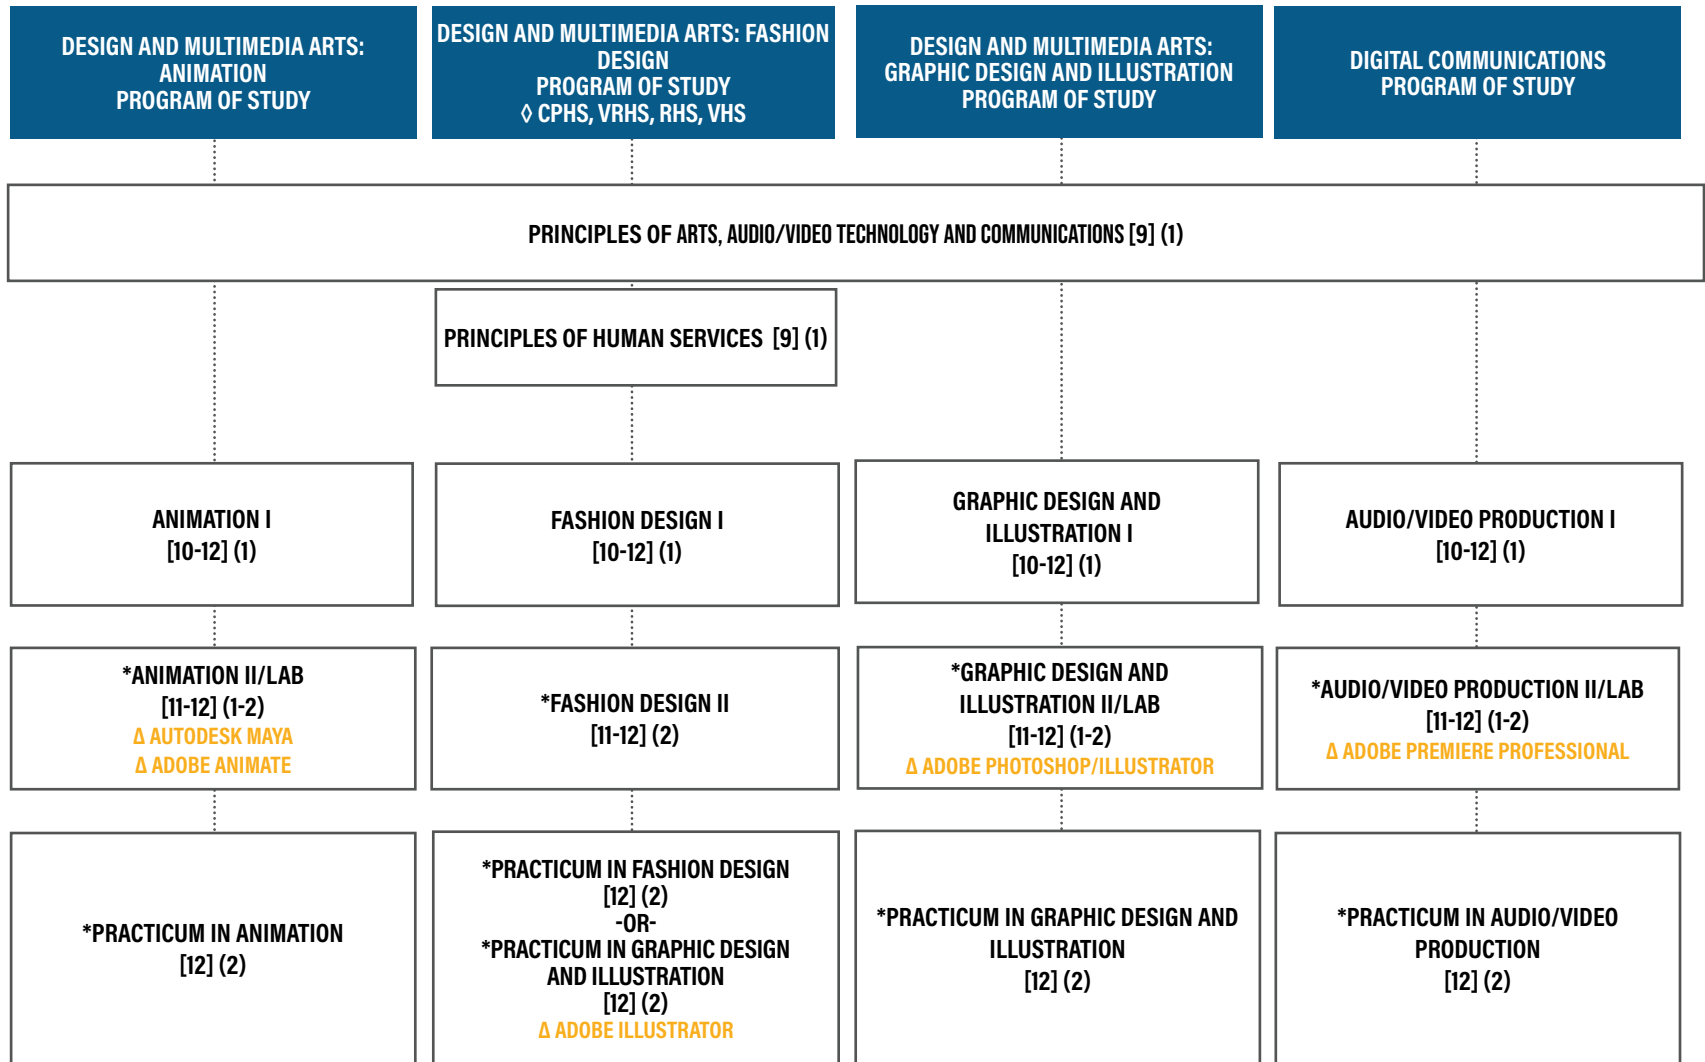 DESIGN AND MULTIMEDIA ARTS:
ANIMATION
PROGRAM OF STUDY
DESIGN AND MULTIMEDIA ARTS: FASHION
DESIGN
PROGRAM OF STUDY
◊ CPHS, VRHS, RHS, VHS
DESIGN AND MULTIMEDIA ARTS:
GRAPHIC DESIGN AND ILLUSTRATION
PROGRAM OF STUDY
DIGITAL COMMUNICATIONS
PROGRAM OF STUDY
PRINCIPLES OF ARTS, AUDIO/VIDEO TECHNOLOGY AND COMMUNICATIONS [9] (1)
PRINCIPLES OF HUMAN SERVICES [9] (1)
ANIMATION I
[10-12] (1)
FASHION DESIGN I
[10-12] (1)
GRAPHIC DESIGN AND
ILLUSTRATION I
[10-12] (1)
AUDIO/VIDEO PRODUCTION I
[10-12] (1)
*ANIMATION II/LAB
[11-12] (1-2)
Δ AUTODESK MAYA
Δ ADOBE ANIMATE
*FASHION DESIGN II
[11-12] (2)
*GRAPHIC DESIGN AND
ILLUSTRATION II/LAB
[11-12] (1-2)
Δ ADOBE PHOTOSHOP/ILLUSTRATOR
*AUDIO/VIDEO PRODUCTION II/LAB
[11-12] (1-2)
Δ ADOBE PREMIERE PROFESSIONAL
*PRACTICUM IN ANIMATION
[12] (2)
*PRACTICUM IN FASHION DESIGN
[12] (2)
-OR-
*PRACTICUM IN GRAPHIC DESIGN
AND ILLUSTRATION
[12] (2)
Δ ADOBE ILLUSTRATOR
*PRACTICUM IN GRAPHIC DESIGN AND
ILLUSTRATION
[12] (2)
*PRACTICUM IN AUDIO/VIDEO
PRODUCTION
[12] (2)